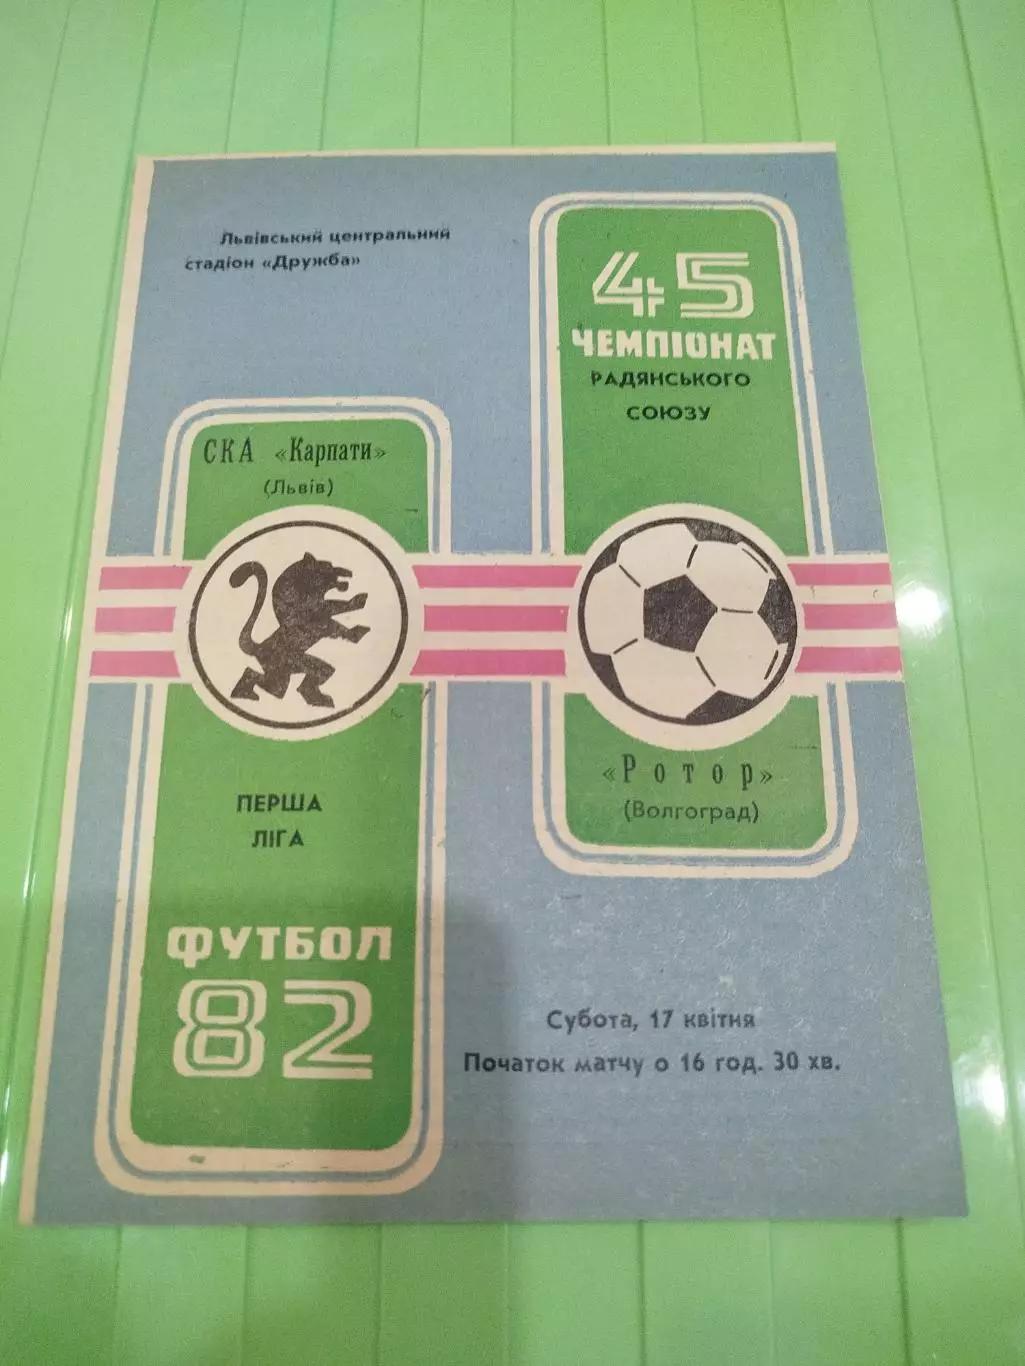 Львівський центральний
стадіон «Дружба»
45
ЧЕМПІОНАТ
РАДЯНСЬКОГО
СОЮЗУ
СКА «Карпати»
(Львів)
«Ротор»
(Волгоград)
ПЕРША
ЛІГА
ФУТБОЛ
82
Субота, 17 квітня
Початок матчу о 16 год. 30 хв.